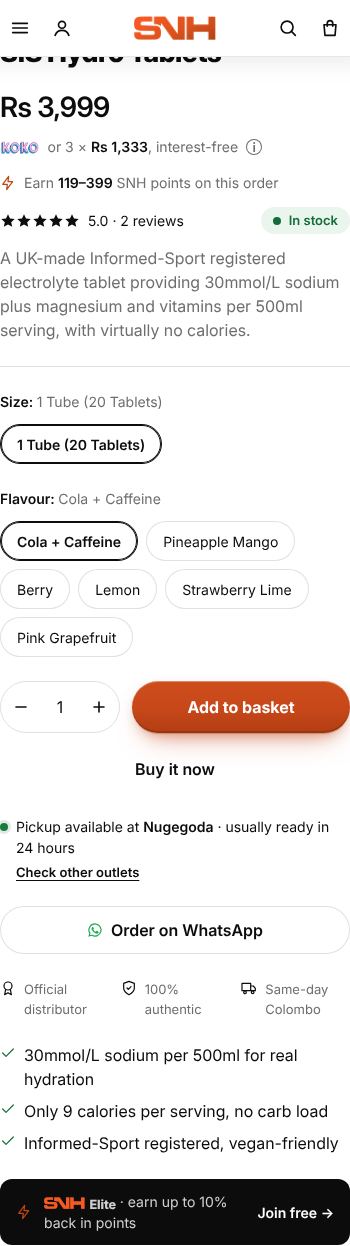 SNH
SiS Hydro Tablets
Rs 3,999
KOKO or 3 × Rs 1,333, interest-free
Earn 119–399 SNH points on this order
5.0 · 2 reviews
In stock
A UK-made Informed-Sport registered
electrolyte tablet providing 30mmol/L sodium
plus magnesium and vitamins per 500ml
serving, with virtually no calories.
Size: 1 Tube (20 Tablets)
1 Tube (20 Tablets)
Flavour: Cola + Caffeine
Cola + Caffeine
Pineapple Mango
Berry
Lemon
Strawberry Lime
Pink Grapefruit
− 1 +
Add to basket
Buy it now
Pickup available at Nugegoda · usually ready in
24 hours
Check other outlets
Order on WhatsApp
Official
distributor
100%
authentic
Same-day
Colombo
30mmol/L sodium per 500ml for real
hydration
Only 9 calories per serving, no carb load
Informed-Sport registered, vegan-friendly
SNH Elite · earn up to 10%
back in points
Join free →